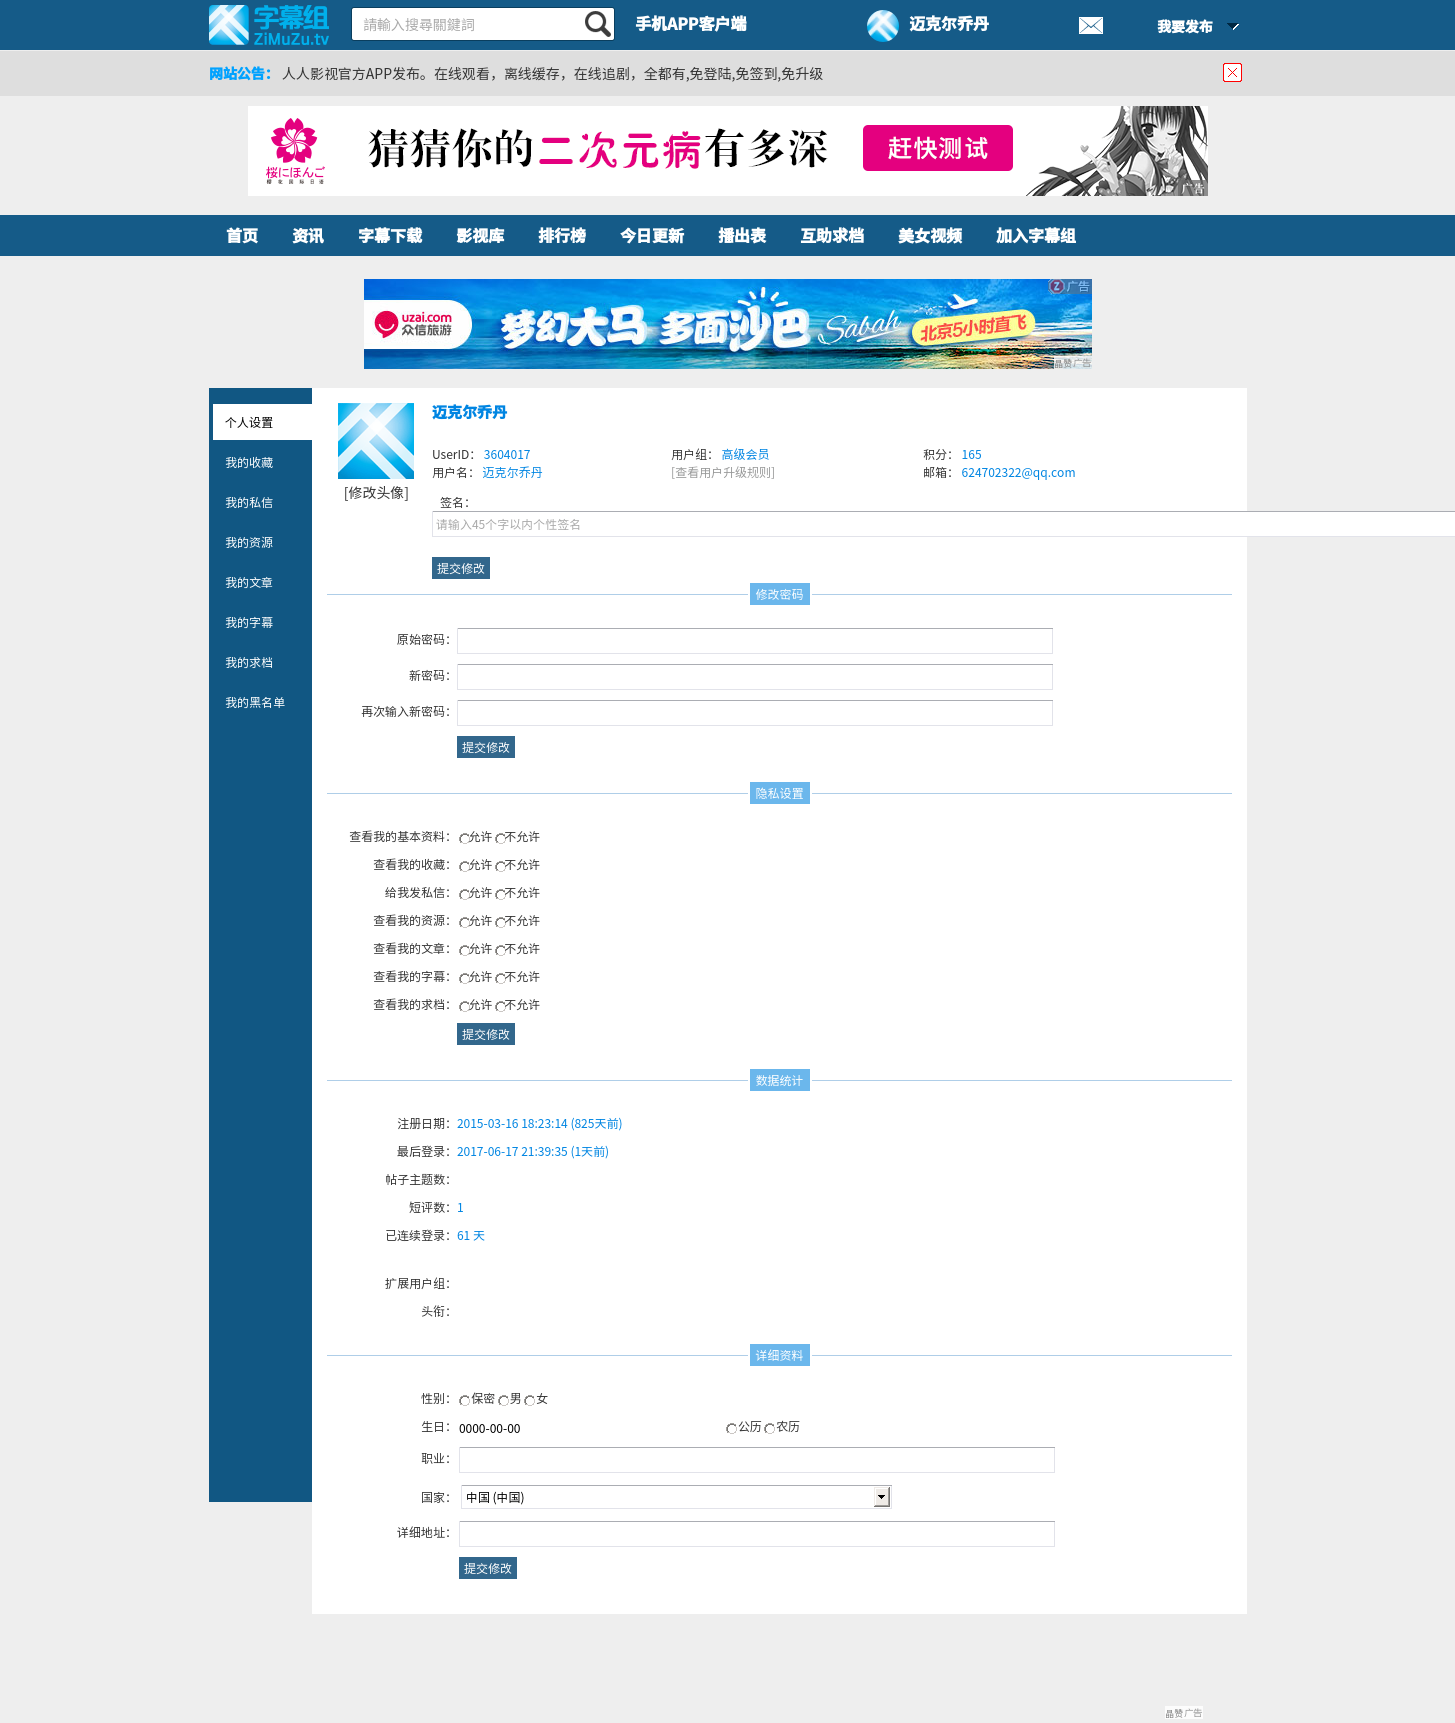 字幕组
ZiMuZu.tv
請輸入搜尋關鍵詞
手机APP客户端
迈克尔乔丹
我要发布
网站公告： 人人影视官方APP发布。在线观看，离线缓存，在线追剧，全都有,免登陆,免签到,免升级
猜猜你的二次元病有多深
赶快测试
桜にほんご
樱花国际日语
广告
首页 资讯 字幕下载 影视库 排行榜 今日更新 播出表 互助求档 美女视频 加入字幕组
uzai.com
众信旅游
梦幻大马 多面沙巴
Sabah
北京5小时直飞
Z 广告
晶赞广告
个人设置
我的收藏
我的私信
我的资源
我的文章
我的字幕
我的求档
我的黑名单
[修改头像]
迈克尔乔丹
UserID： 3604017 用户组： 高级会员 积分： 165
用户名： 迈克尔乔丹 [查看用户升级规则] 邮箱： 624702322@qq.com
签名：
请输入45个字以内个性签名
提交修改
修改密码
原始密码：
新密码：
再次输入新密码：
提交修改
隐私设置
查看我的基本资料： 允许 不允许
查看我的收藏： 允许 不允许
给我发私信： 允许 不允许
查看我的资源： 允许 不允许
查看我的文章： 允许 不允许
查看我的字幕： 允许 不允许
查看我的求档： 允许 不允许
提交修改
数据统计
注册日期：2015-03-16 18:23:14 (825天前)
最后登录：2017-06-17 21:39:35 (1天前)
帖子主题数：
短评数：1
已连续登录：61 天
扩展用户组：
头衔：
详细资料
性别： 保密 男 女
生日： 0000-00-00 公历 农历
职业：
国家： 中国 (中国)
详细地址：
提交修改
晶赞广告